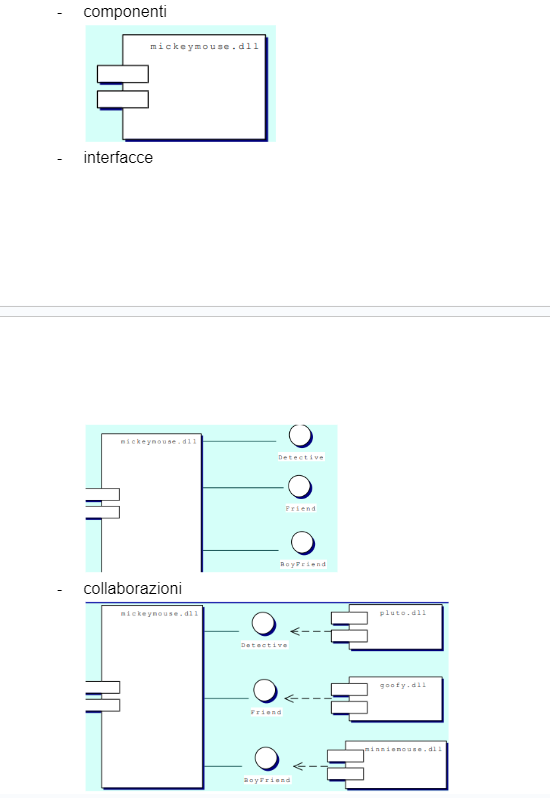 - componenti
mickeymouse.dll
- interfacce
mickeymouse.dll
Detective
Friend
BoyFriend
- collaborazioni
mickeymouse.dll
pluto.dll
Detective
goofy.dll
Friend
minniemouse.dll
BoyFriend